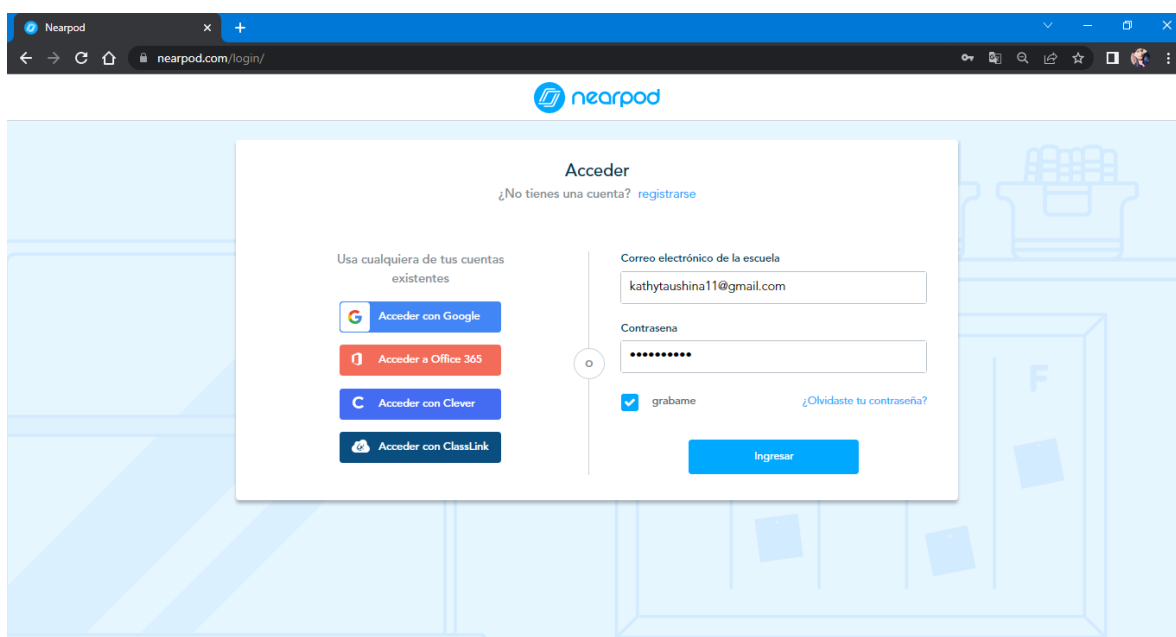 Nearpod
nearpod.com/login/
nearpod
Acceder
¿No tienes una cuenta? registrarse
Usa cualquiera de tus cuentas
existentes
Acceder con Google
Acceder a Office 365
Acceder con Clever
Acceder con ClassLink
o
Correo electrónico de la escuela
kathytaushina11@gmail.com
Contrasena
••••••••••
grabame
¿Olvidaste tu contraseña?
Ingresar
F